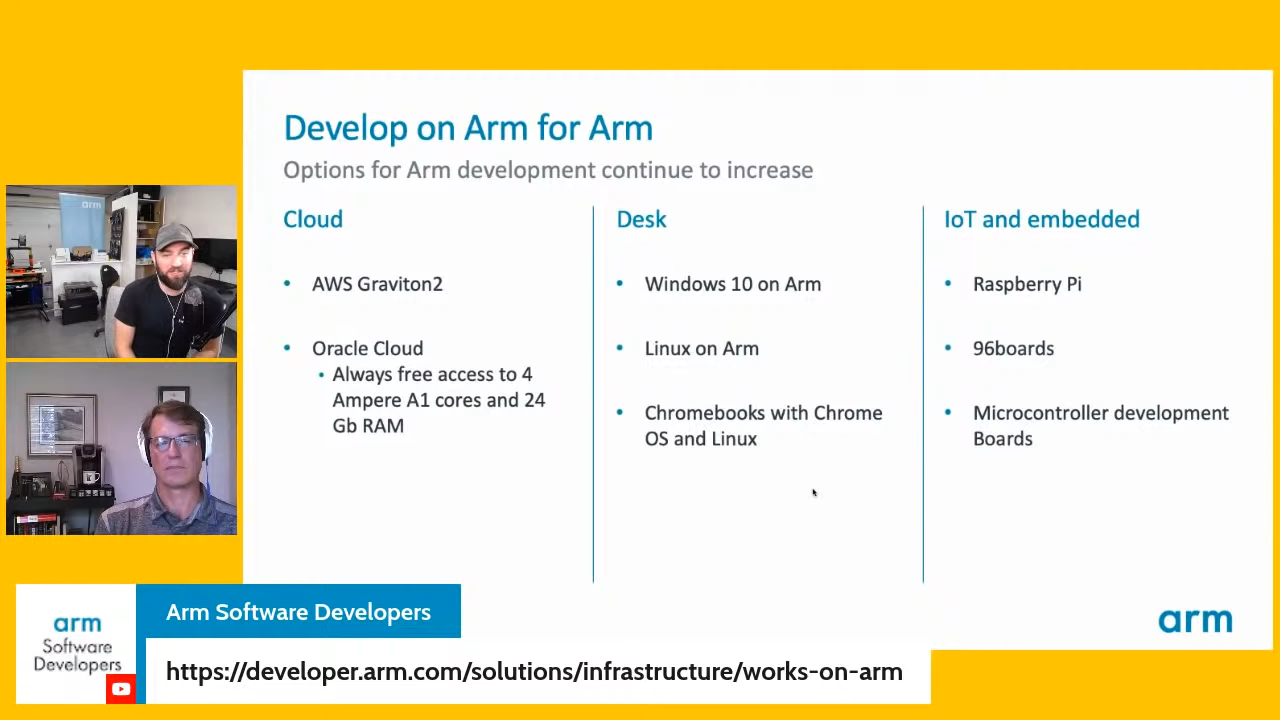 Develop on Arm for Arm
Options for Arm development continue to increase
Cloud
• AWS Graviton2
• Oracle Cloud
• Always free access to 4
Ampere A1 cores and 24
Gb RAM
Desk
• Windows 10 on Arm
• Linux on Arm
• Chromebooks with Chrome
OS and Linux
IoT and embedded
• Raspberry Pi
• 96boards
• Microcontroller development
Boards
arm
arm
arm
Software
Developers
Arm Software Developers
https://developer.arm.com/solutions/infrastructure/works-on-arm